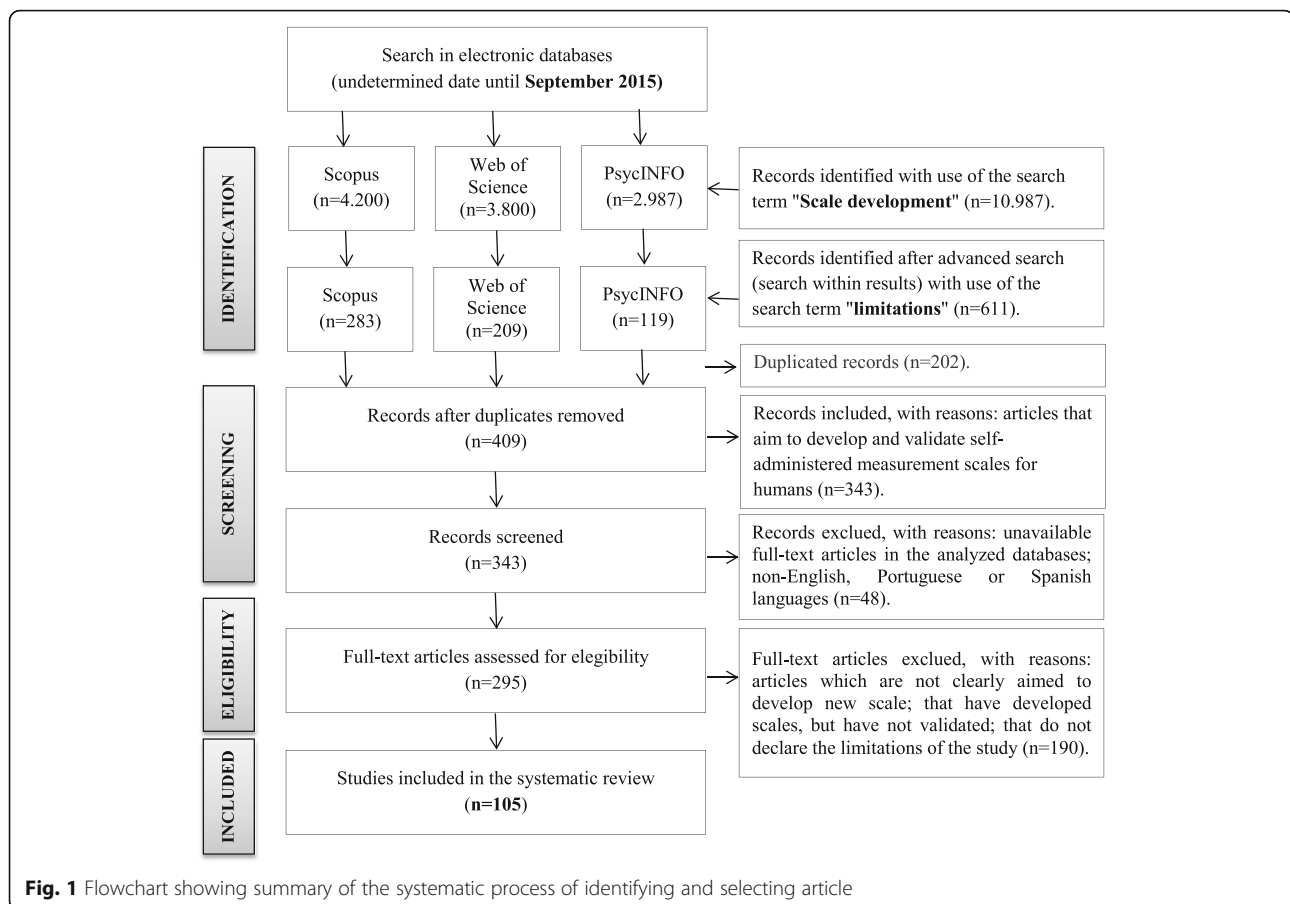 Search in electronic databases
(undetermined date until September 2015)
IDENTIFICATION
Scopus
(n=4.200)
Web of
Science
(n=3.800)
PsycINFO
(n=2.987)
Records identified with use of the search
term "Scale development" (n=10.987).
Scopus
(n=283)
Web of
Science
(n=209)
PsycINFO
(n=119)
Records identified after advanced search
(search within results) with use of the
search term "limitations" (n=611).
Duplicated records (n=202).
SCREENING
Records after duplicates removed
(n=409)
Records included, with reasons: articles that
aim to develop and validate self-
administered measurement scales for
humans (n=343).
Records screened
(n=343)
Records exclued, with reasons: unavailable
full-text articles in the analyzed databases;
non-English, Portuguese or Spanish
languages (n=48).
ELIGIBILITY
Full-text articles assessed for elegibility
(n=295)
Full-text articles exclued, with reasons:
articles which are not clearly aimed to
develop new scale; that have developed
scales, but have not validated; that do not
declare the limitations of the study (n=190).
INCLUDED
Studies included in the systematic review
(n=105)
Fig. 1 Flowchart showing summary of the systematic process of identifying and selecting article